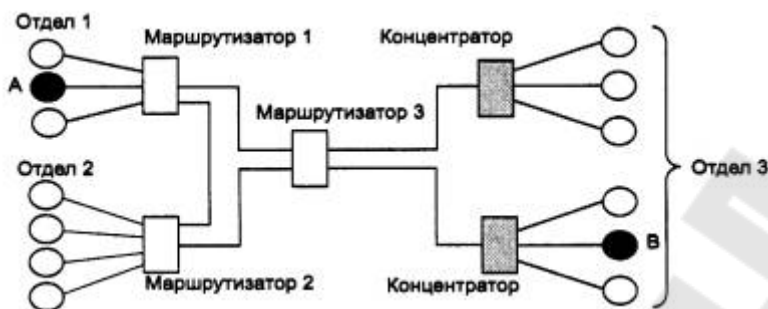 Отдел 1
Маршрутизатор 1
Концентратор
A
Маршрутизатор 3
Отдел 2
Отдел 3
B
Маршрутизатор 2
Концентратор